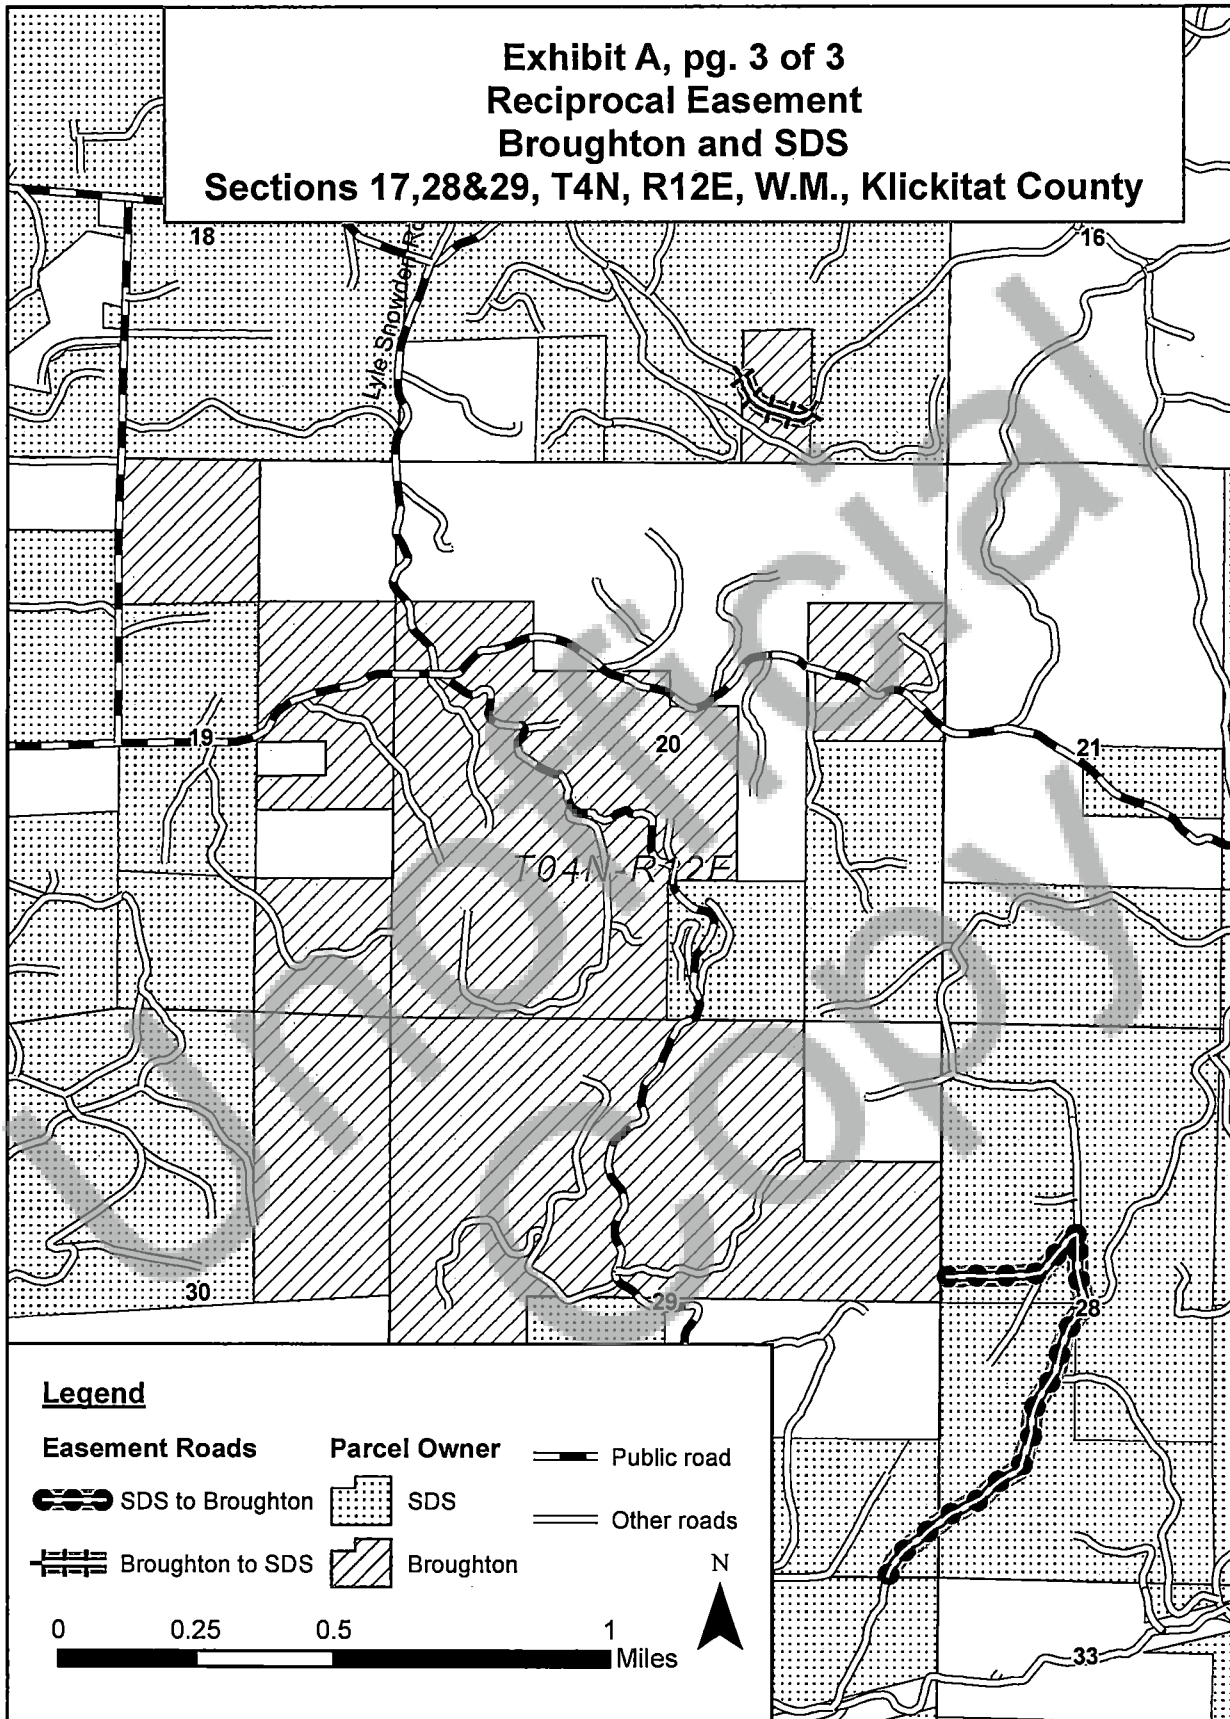 Exhibit A, pg. 3 of 3
Reciprocal Easement
Broughton and SDS
Sections 17,28&29, T4N, R12E, W.M., Klickitat County
18
16
Lyle Snowden
19
20
21
T04N-R12E
30
29
28
33
Unofficial
Copy
Legend
Easement Roads
SDS to Broughton
Broughton to SDS
Parcel Owner
SDS
Broughton
Public road
Other roads
N
0 0.25 0.5 1
Miles